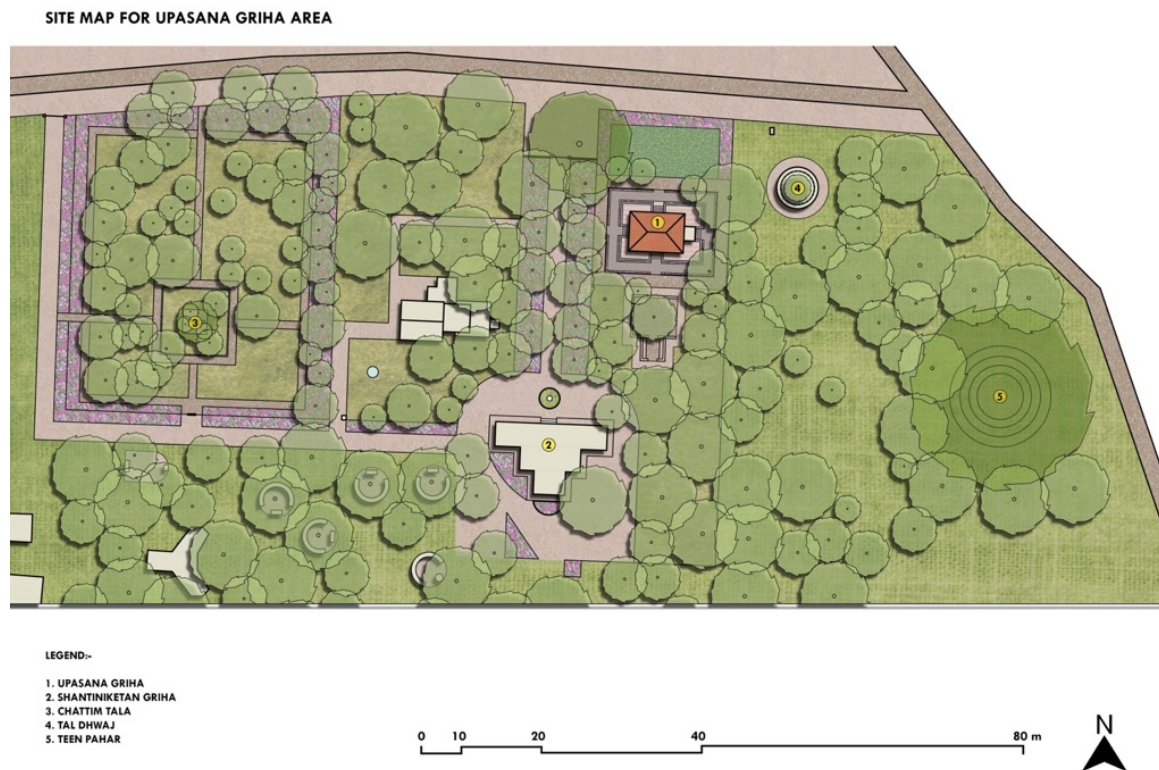 SITE MAP FOR UPASANA GRIHA AREA
1
4
3
5
2
LEGEND:-
1. UPASANA GRIHA
2. SHANTINIKETAN GRIHA
3. CHATTIM TALA
4. TAL DHWAJ
5. TEEN PAHAR
0 10 20 40 80 m
N